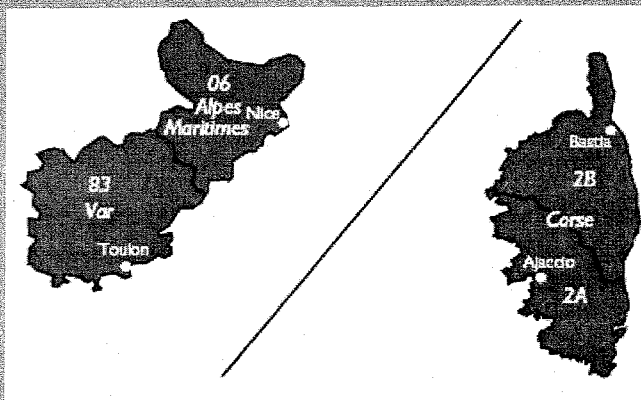 06
Alpes
Maritimes
Nice
83
Var
Toulon
Bastia
2B
Corse
Ajaccio
2A